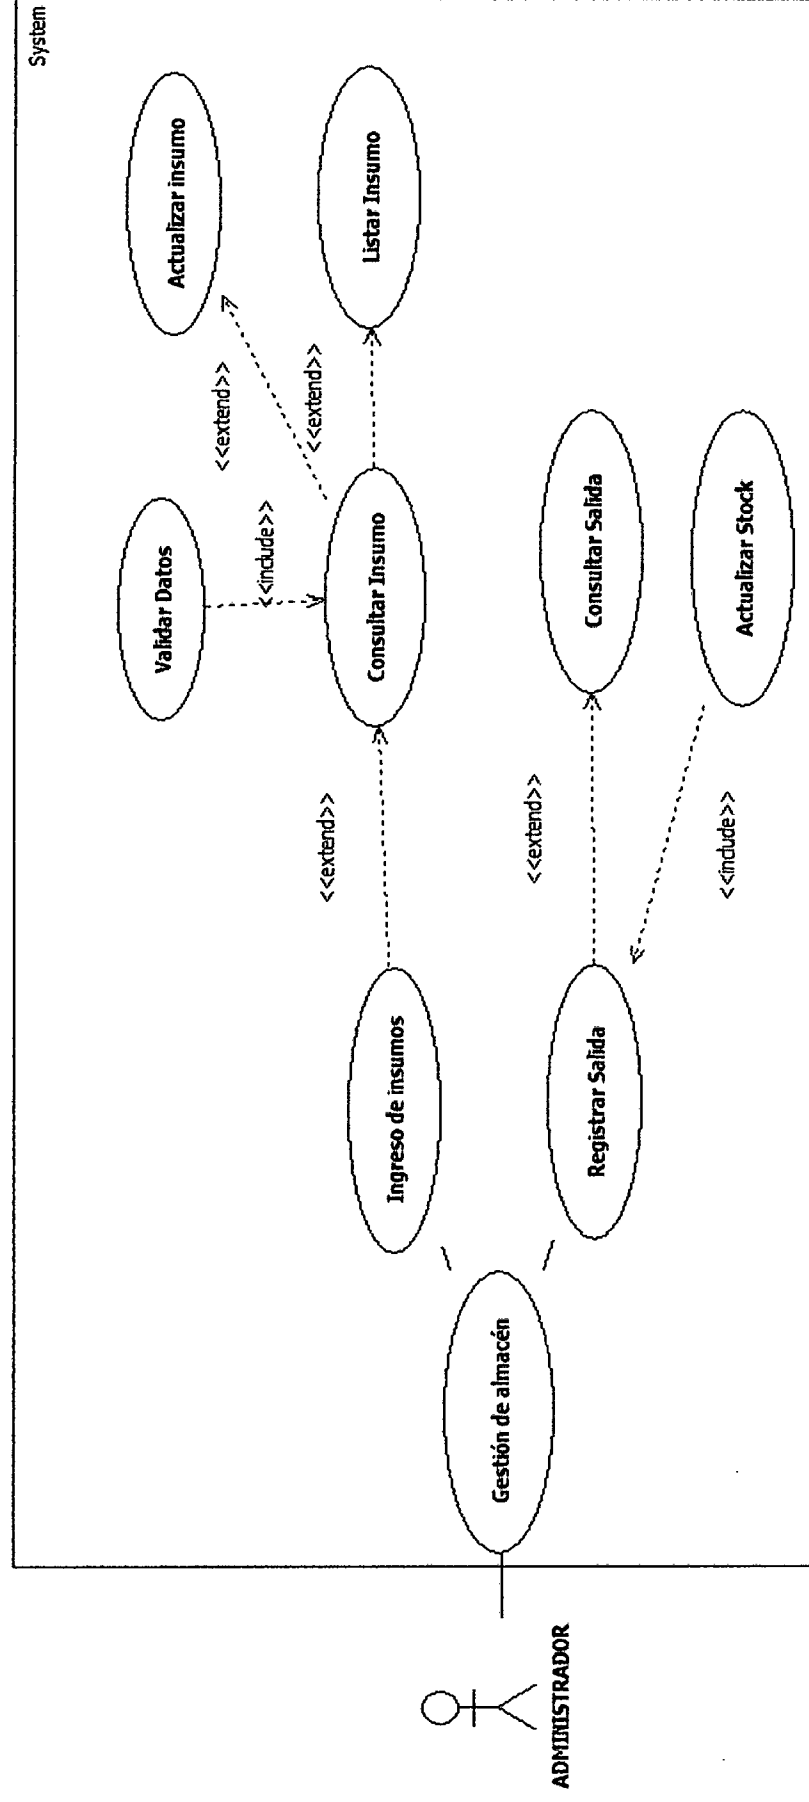 System
ADMINISTRADOR
Gestión de almacén
Ingreso de insumos
<<extend>>
Consultar Insumo
Validar Datos
<<include>>
<<extend>>
Actualizar insumo
<<extend>>
Listar Insumo
Registrar Salida
<<extend>>
Consultar Salida
<<include>>
Actualizar Stock